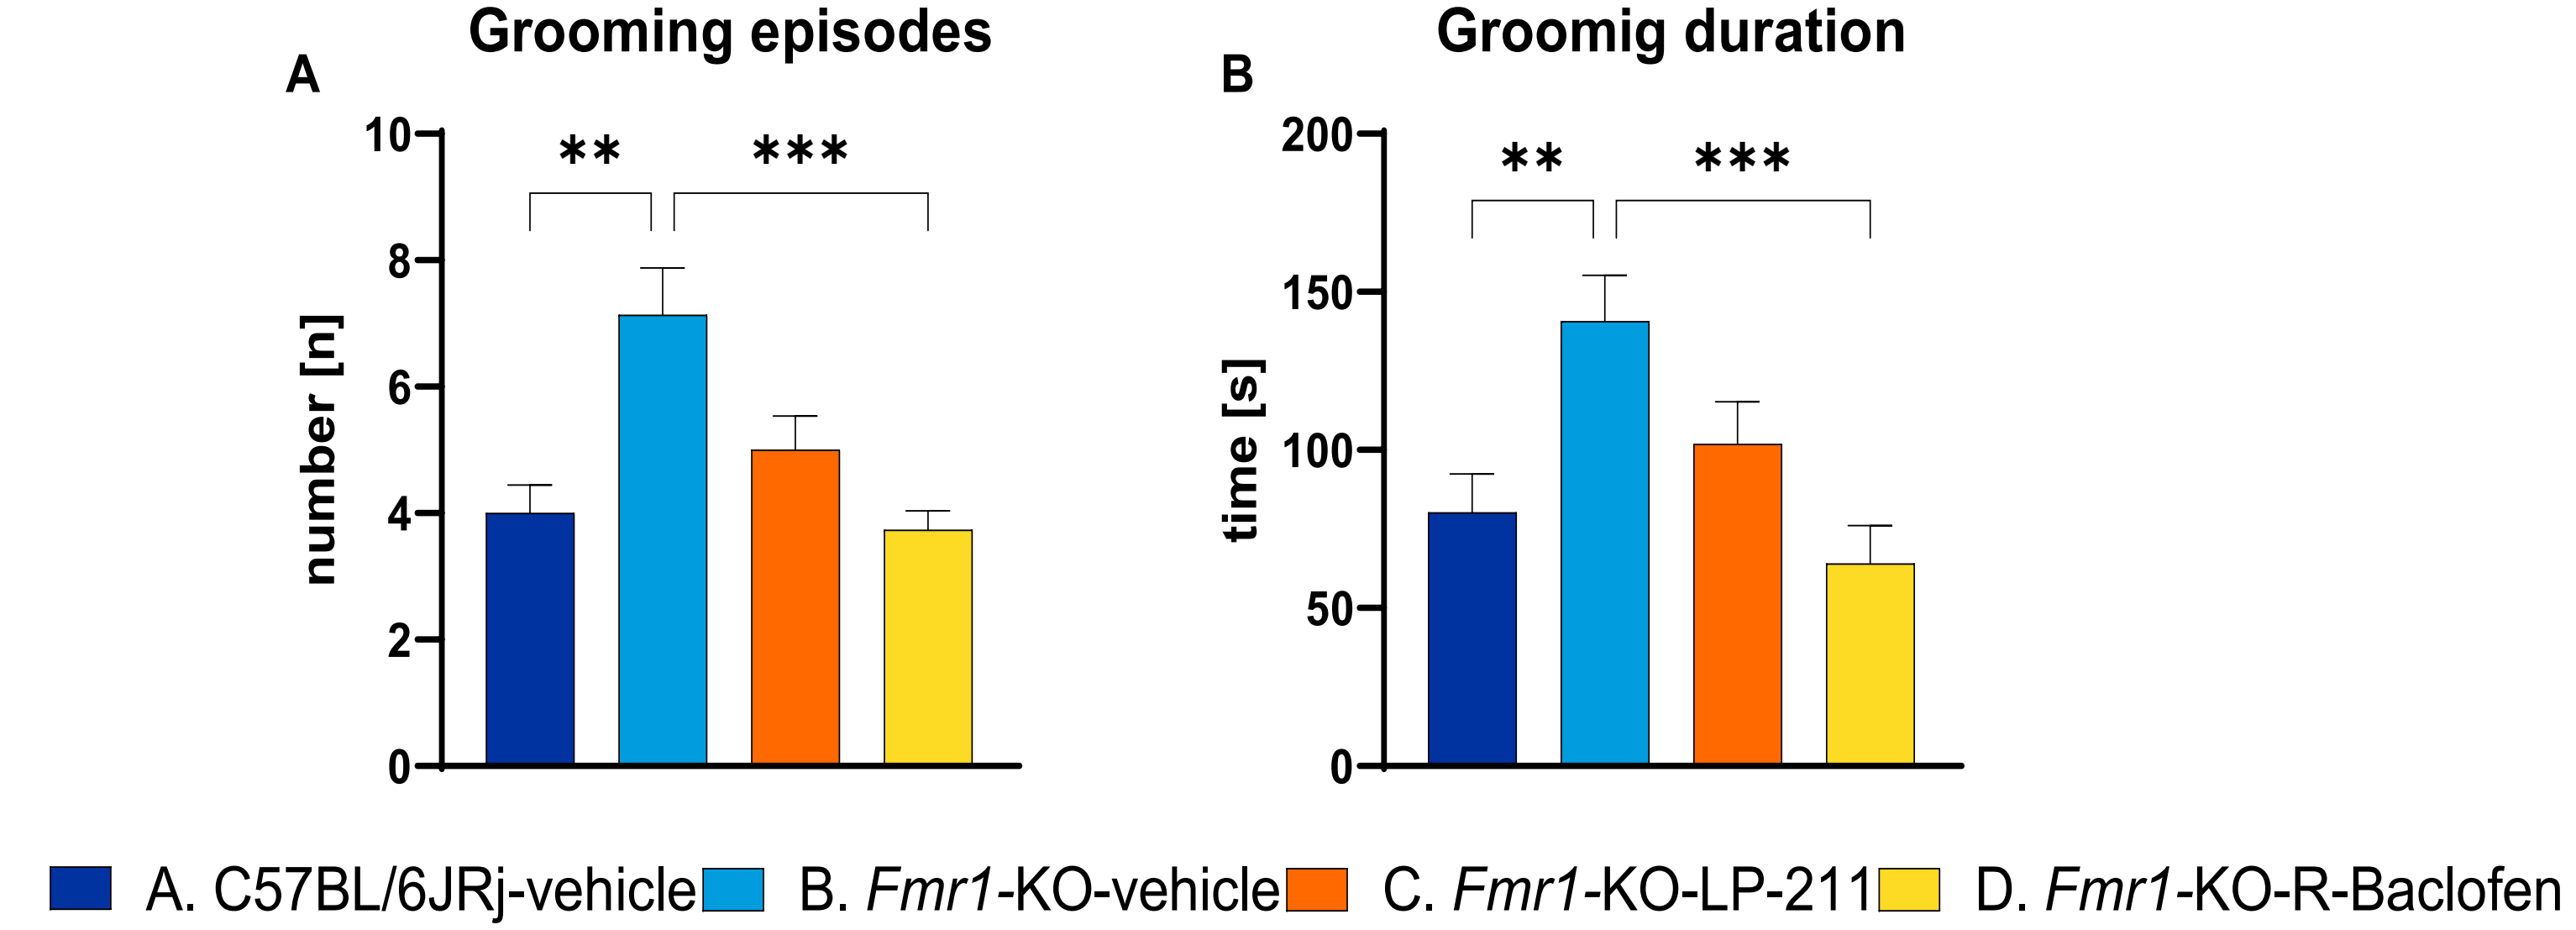 Grooming episodes
Groomig duration
A
B
10
8
6
4
2
0
number [n]
** ***
200
150
100
50
0
time [s]
** ***
A. C57BL/6JRj-vehicle B. Fmr1-KO-vehicle C. Fmr1-KO-LP-211 D. Fmr1-KO-R-Baclofen